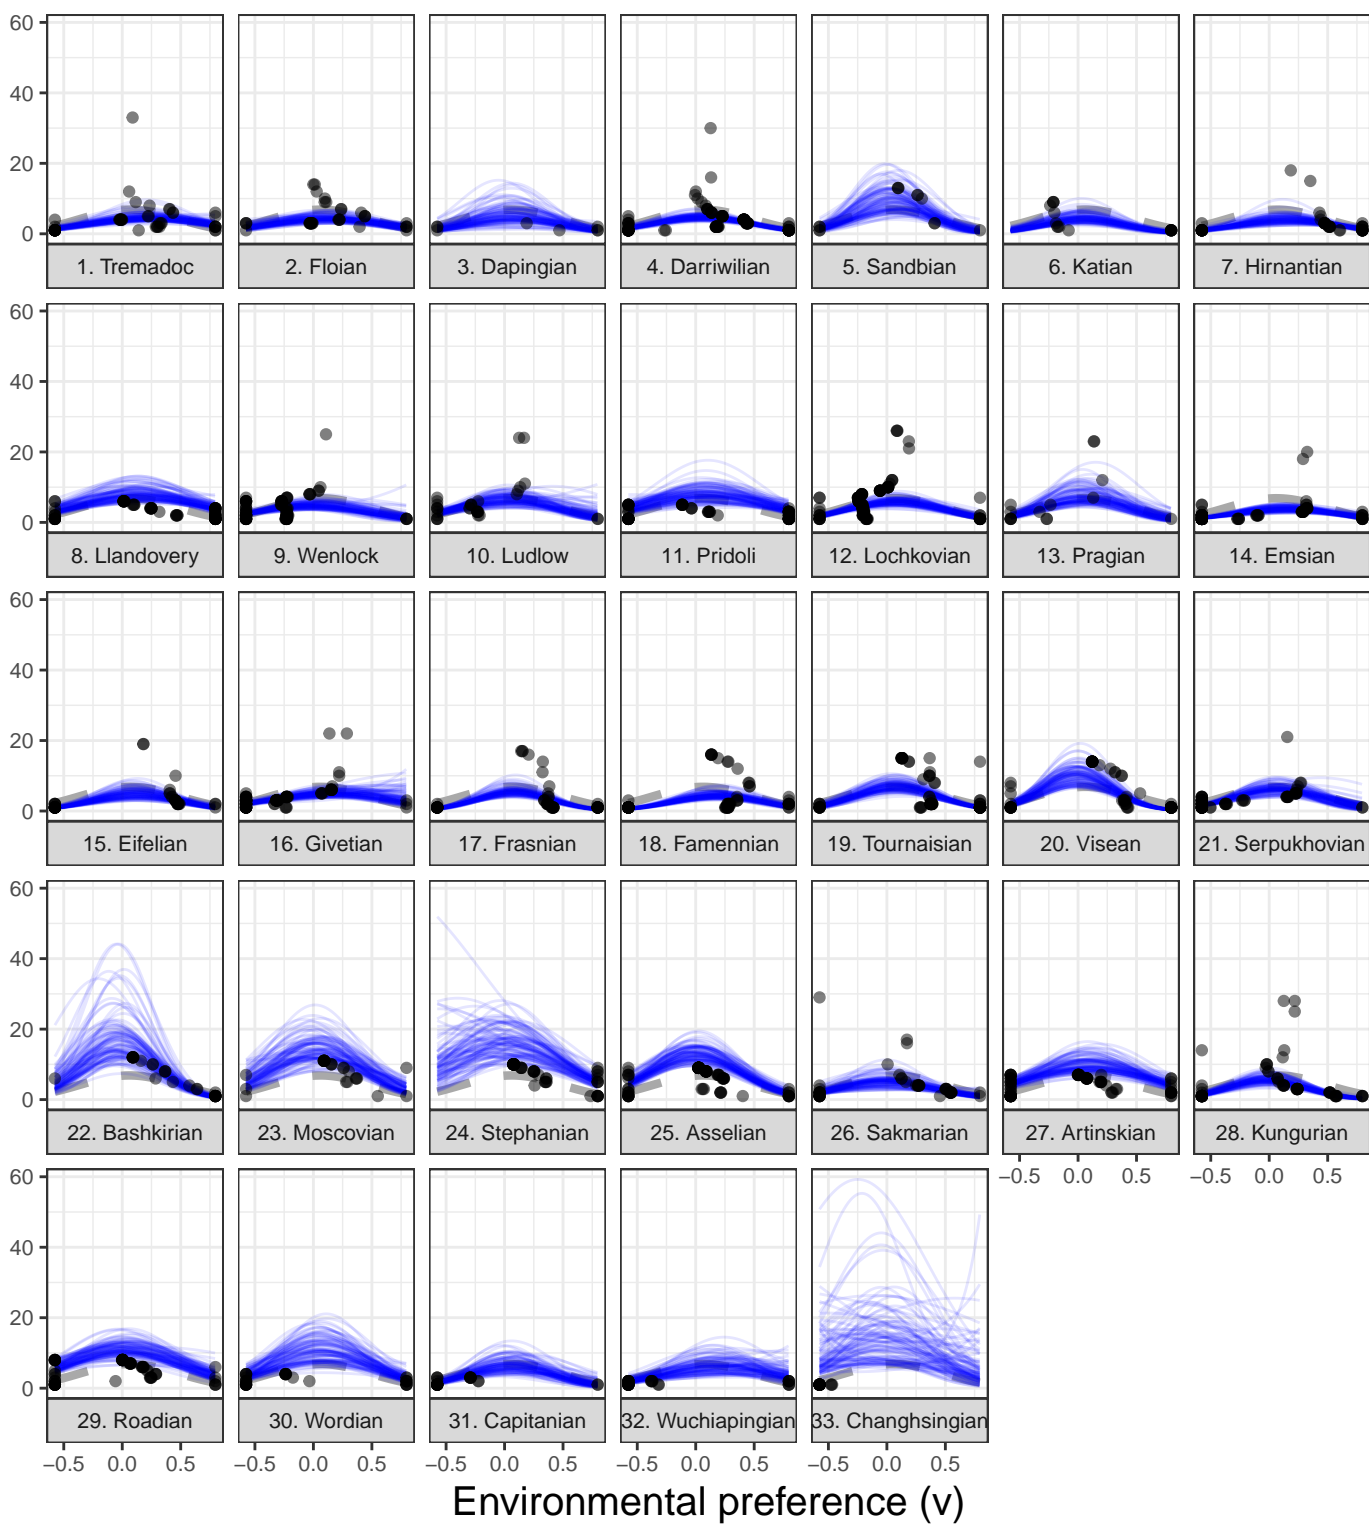 60
40
20
0
1. Tremadoc
2. Floian
3. Dapingian
4. Darriwilian
5. Sandbian
6. Katian
7. Hirnantian
60
40
20
0
8. Llandovery
9. Wenlock
10. Ludlow
11. Pridoli
12. Lochkovian
13. Pragian
14. Emsian
60
40
20
0
15. Eifelian
16. Givetian
17. Frasnian
18. Famennian
19. Tournaisian
20. Visean
21. Serpukhovian
60
40
20
0
22. Bashkirian
23. Moscovian
24. Stephanian
25. Asselian
26. Sakmarian
27. Artinskian
28. Kungurian
−0.5 0.0 0.5
−0.5 0.0 0.5
60
40
20
0
29. Roadian
30. Wordian
31. Capitanian
32. Wuchiapingian
33. Changhsingian
−0.5 0.0 0.5
−0.5 0.0 0.5
−0.5 0.0 0.5
−0.5 0.0 0.5
−0.5 0.0 0.5
Environmental preference (v)